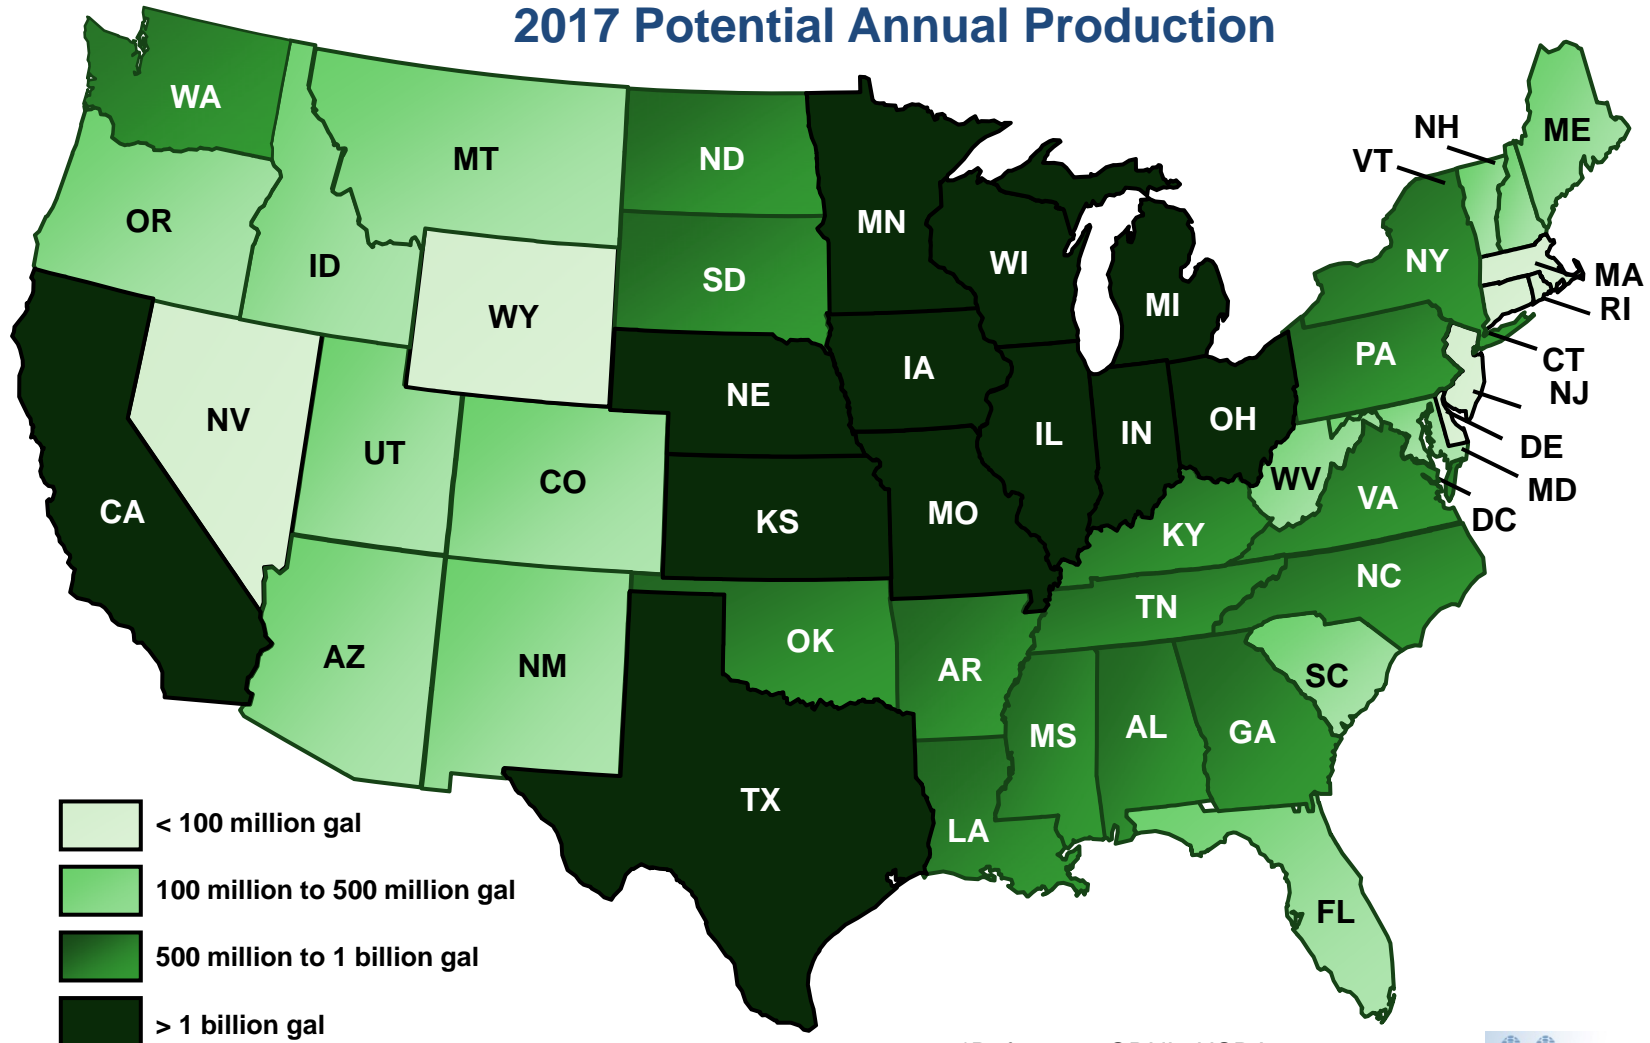 2017 Potential Annual Production
WA
MT
ND
MN
NH
ME
VT
OR
ID
SD
WI
NY
MA
WY
MI
RI
PA
CT
IA
NJ
NE
NV
UT
IL
IN
OH
DE
CO
WV
MD
CA
KS
MO
VA
DC
KY
NC
TN
AZ
NM
OK
AR
SC
MS
AL
GA
TX
LA
FL
< 100 million gal
100 million to 500 million gal
500 million to 1 billion gal
> 1 billion gal